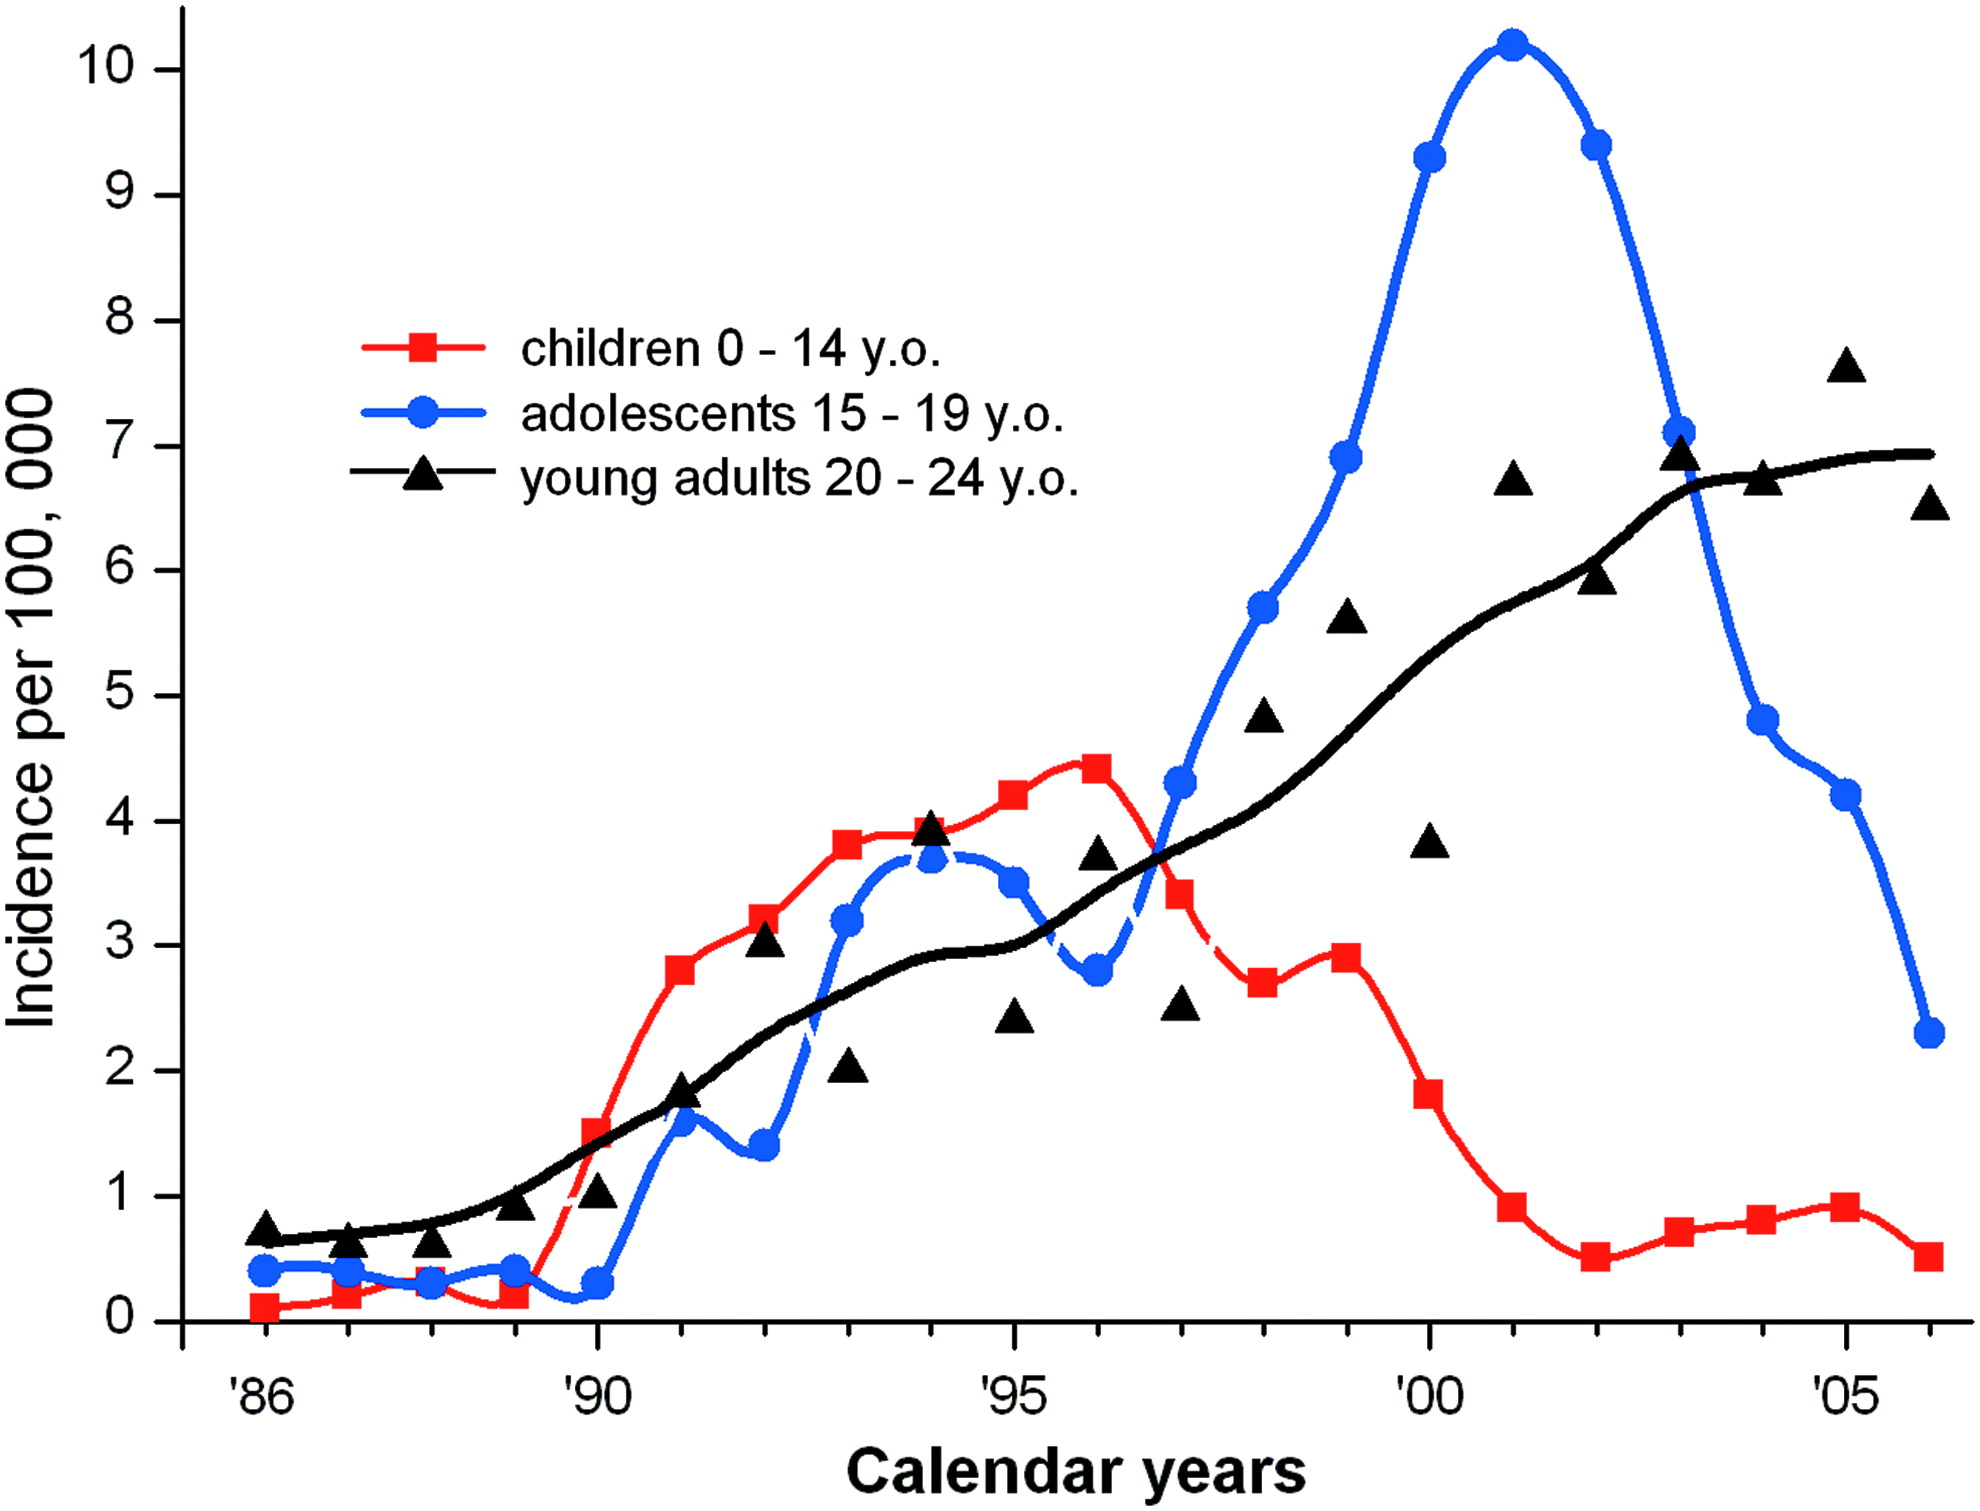 10
9
8
7
6
5
4
3
2
1
0
Incidence per 100, 000
children 0 - 14 y.o.
adolescents 15 - 19 y.o.
young adults 20 - 24 y.o.
'86 '90 '95 '00 '05
Calendar years